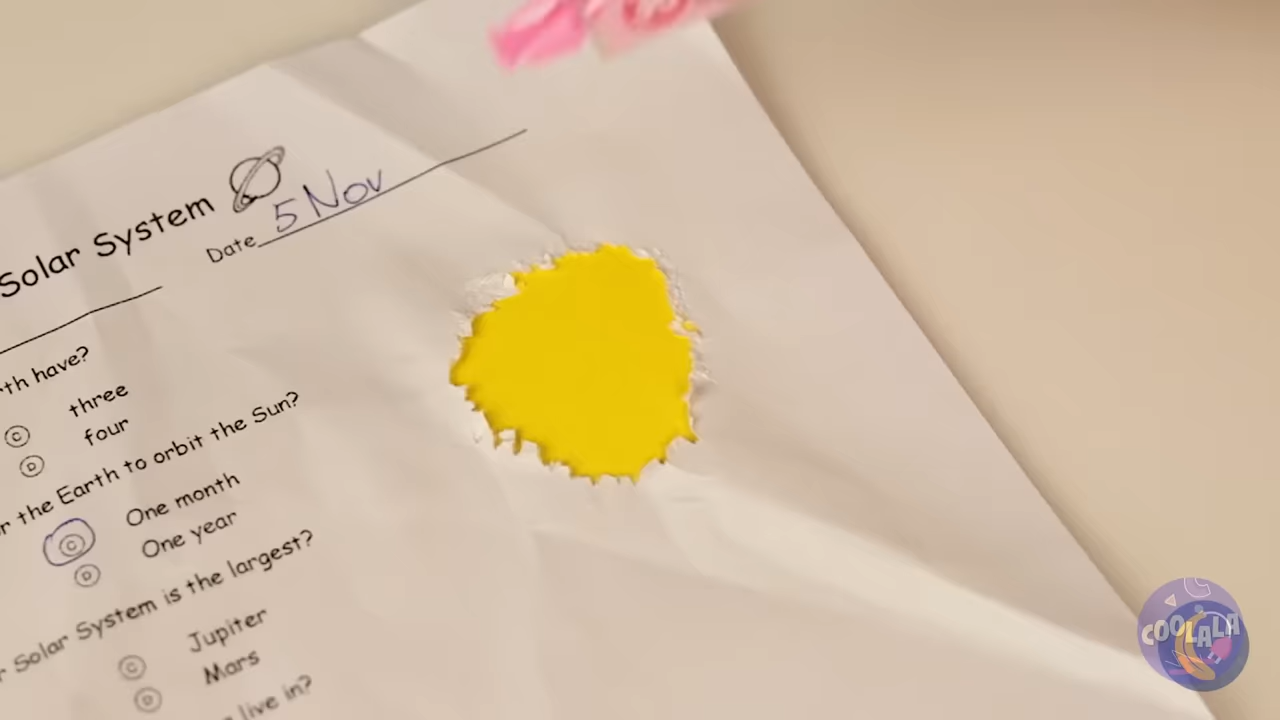 Solar System
Date 5 Nov
have?
C three
D four
the Earth to orbit the Sun?
C One month
D One year
Solar System is the largest?
C Jupiter
D Mars
live in?
COOLALA